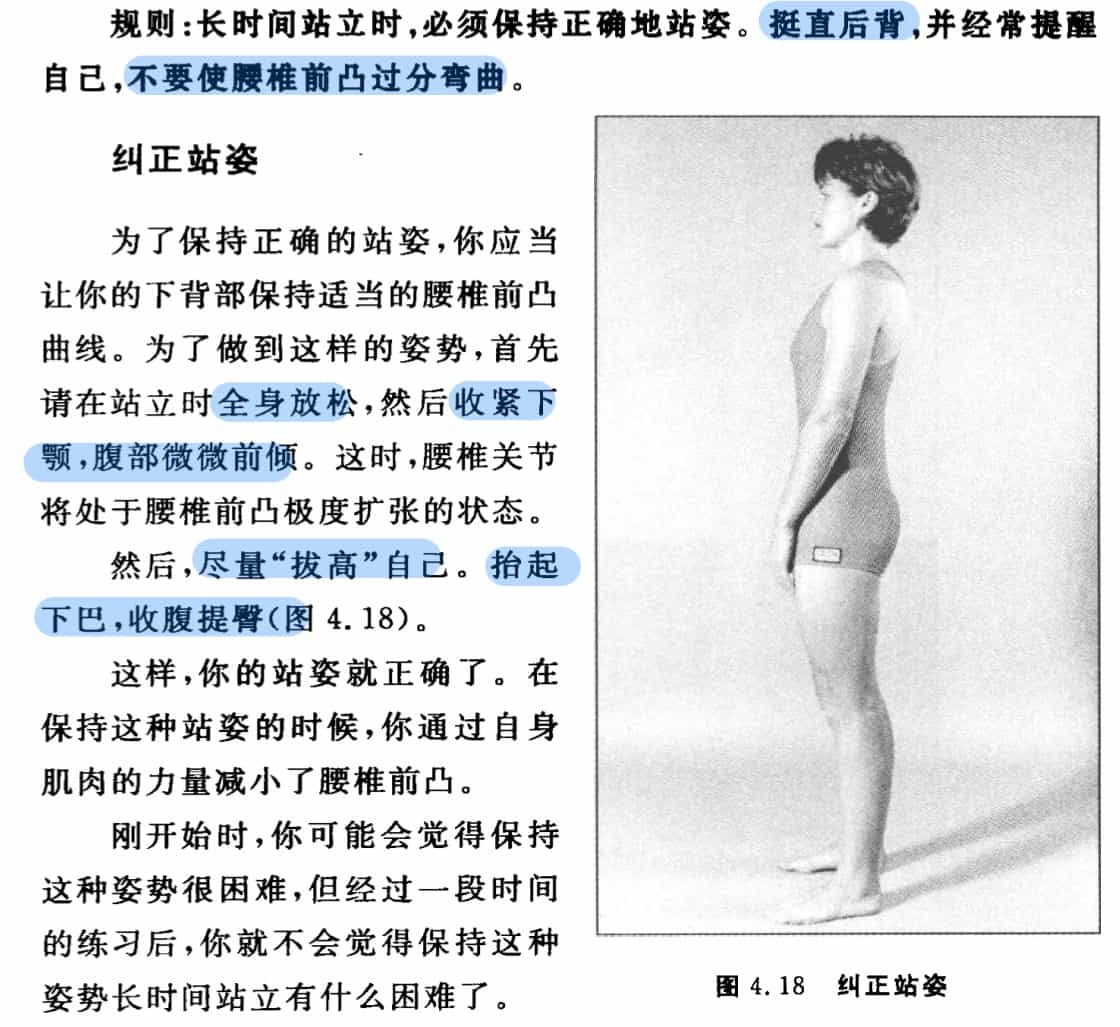 规则:长时间站立时,必须保持正确地站姿。挺直后背,并经常提醒
自己,不要使腰椎前凸过分弯曲。
纠正站姿
为了保持正确的站姿,你应当
让你的下背部保持适当的腰椎前凸
曲线。为了做到这样的姿势,首先
请在站立时全身放松,然后收紧下
颚,腹部微微前倾。这时,腰椎关节
将处于腰椎前凸极度扩张的状态。
然后,尽量“拔高”自己。抬起
下巴,收腹提臀(图 4.18)。
这样,你的站姿就正确了。在
保持这种站姿的时候,你通过自身
肌肉的力量减小了腰椎前凸。
刚开始时,你可能会觉得保持
这种姿势很困难,但经过一段时间
的练习后,你就不会觉得保持这种
姿势长时间站立有什么困难了。
图 4.18 纠正站姿